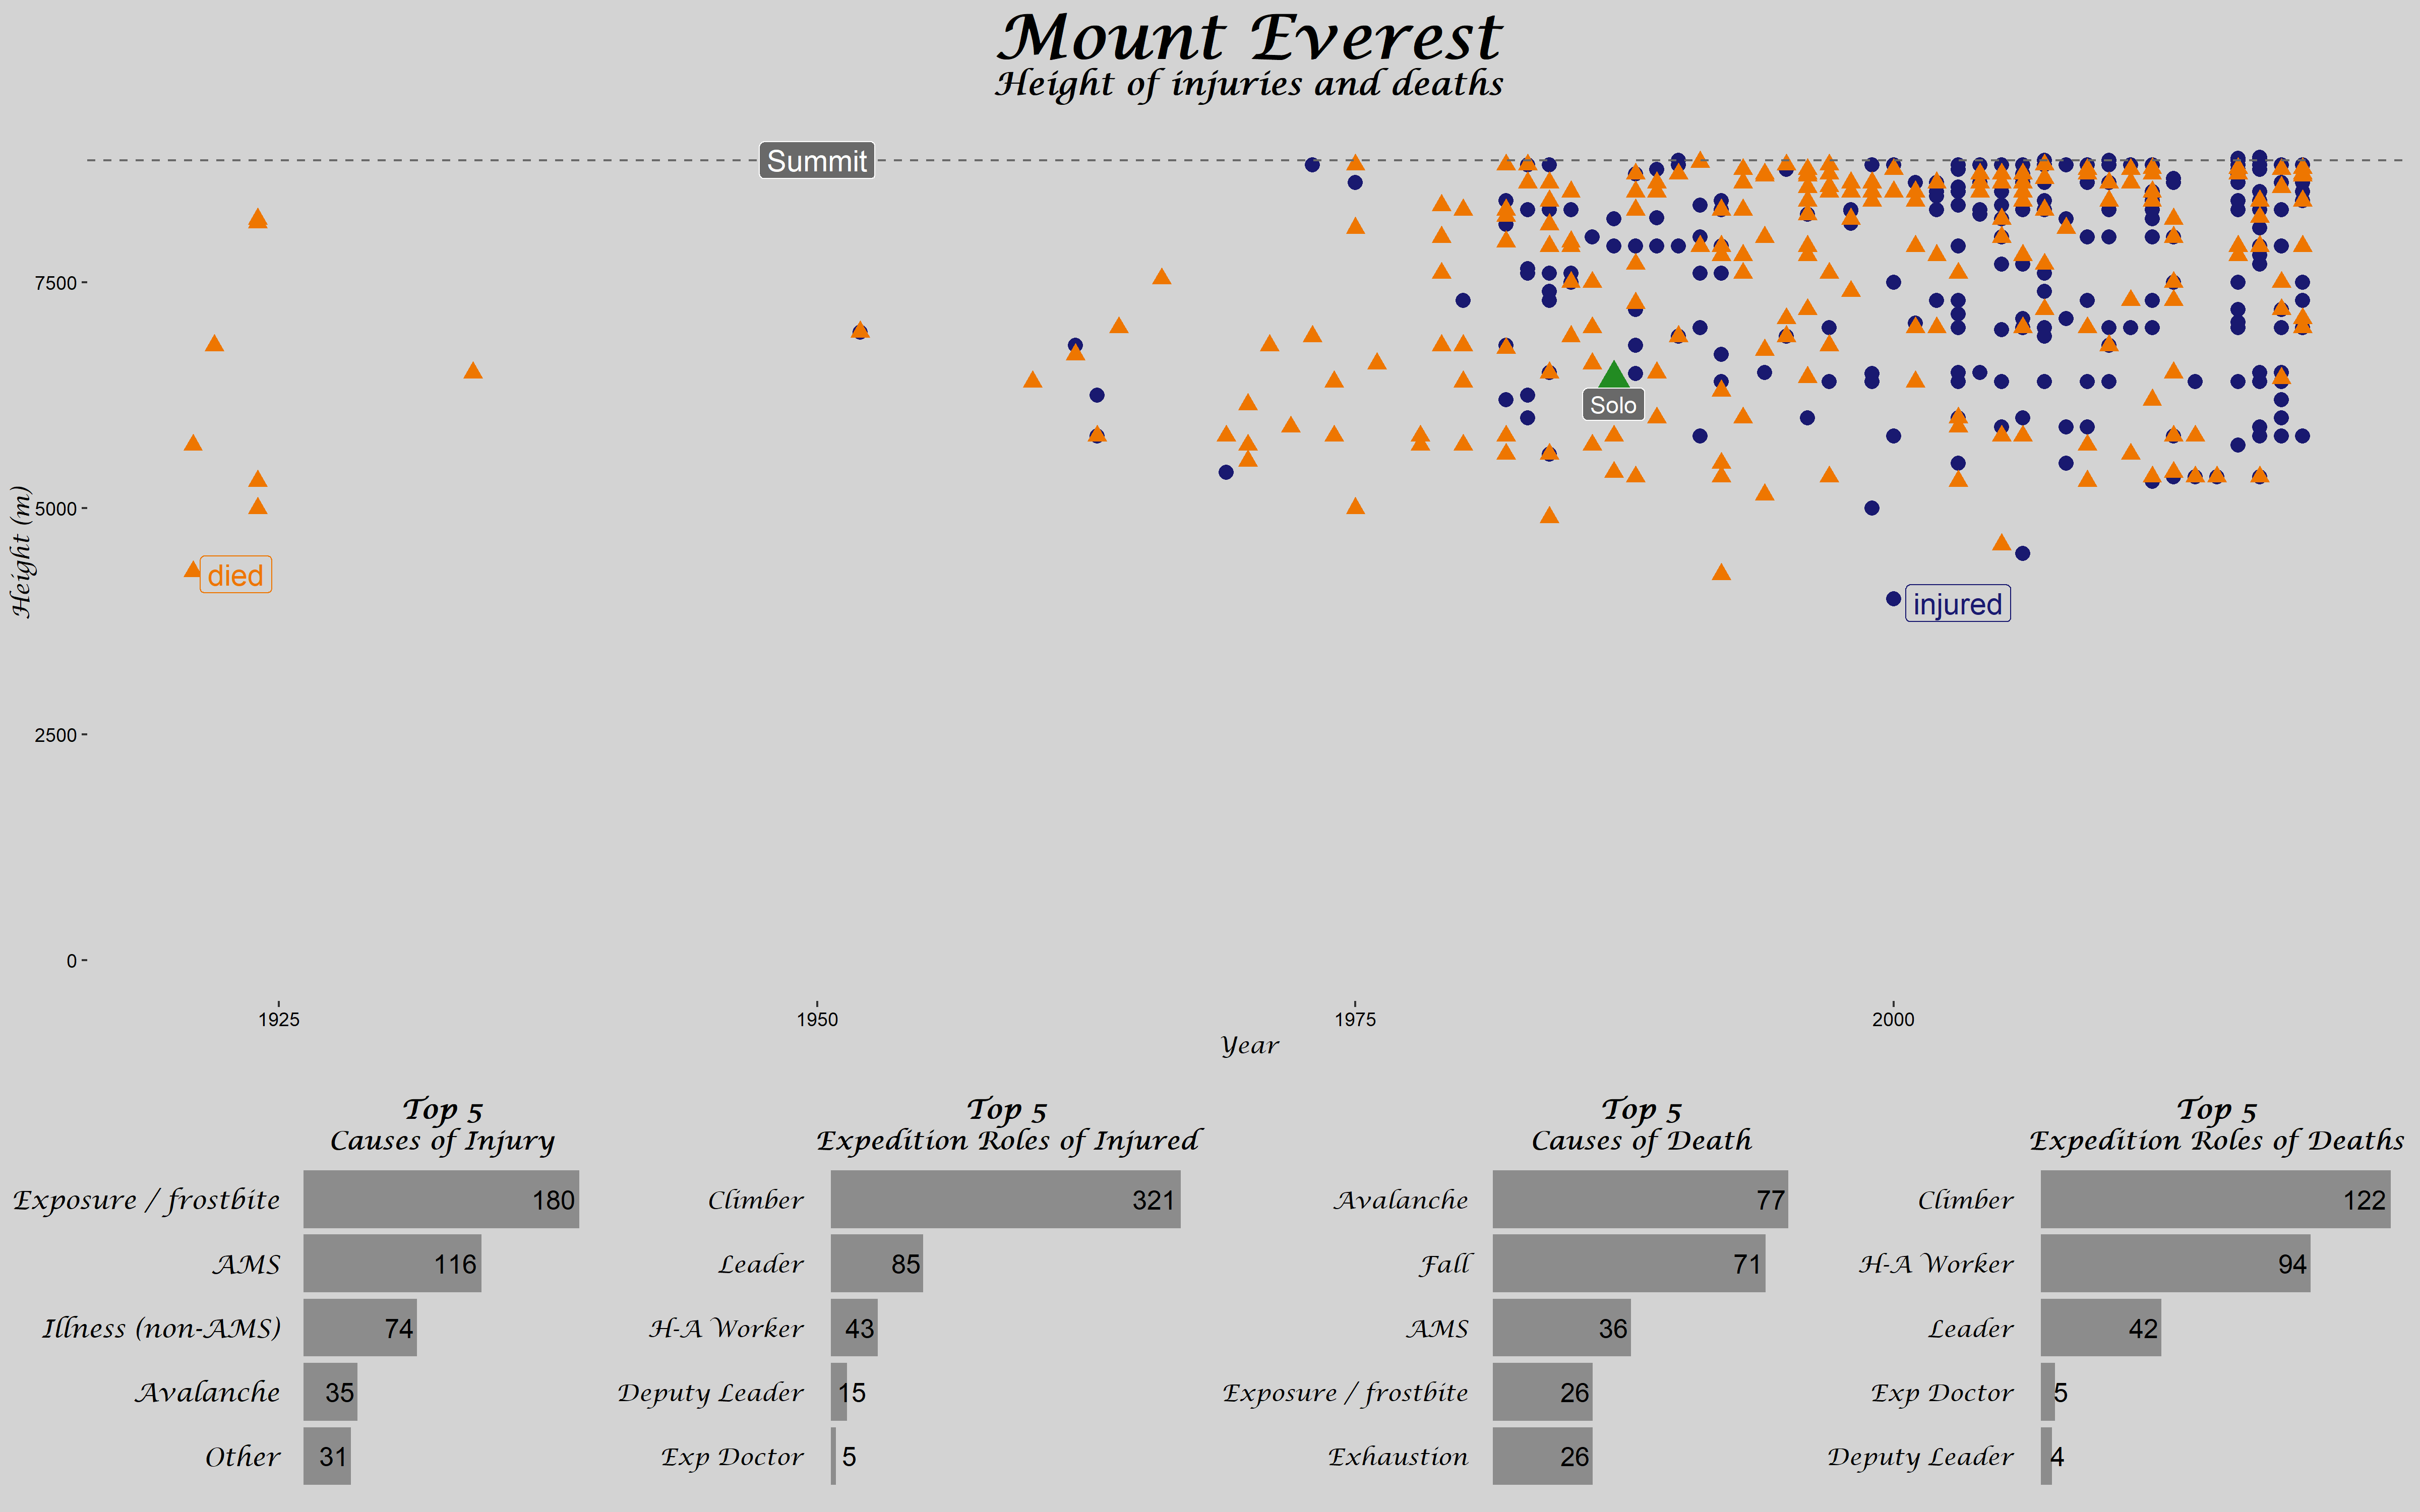 Mount Everest
Height of injuries and deaths
Summit
7500
Solo
5000
Height (m)
died
injured
2500
0
1925 1950 1975 2000
Year
Top 5
Causes of Injury
Exposure / frostbite 180
AMS 116
Illness (non-AMS) 74
Avalanche 35
Other 31
Top 5
Expedition Roles of Injured
Climber 321
Leader 85
H-A Worker 43
Deputy Leader 15
Exp Doctor 5
Top 5
Causes of Death
Avalanche 77
Fall 71
AMS 36
Exposure / frostbite 26
Exhaustion 26
Top 5
Expedition Roles of Deaths
Climber 122
H-A Worker 94
Leader 42
Exp Doctor 5
Deputy Leader 4